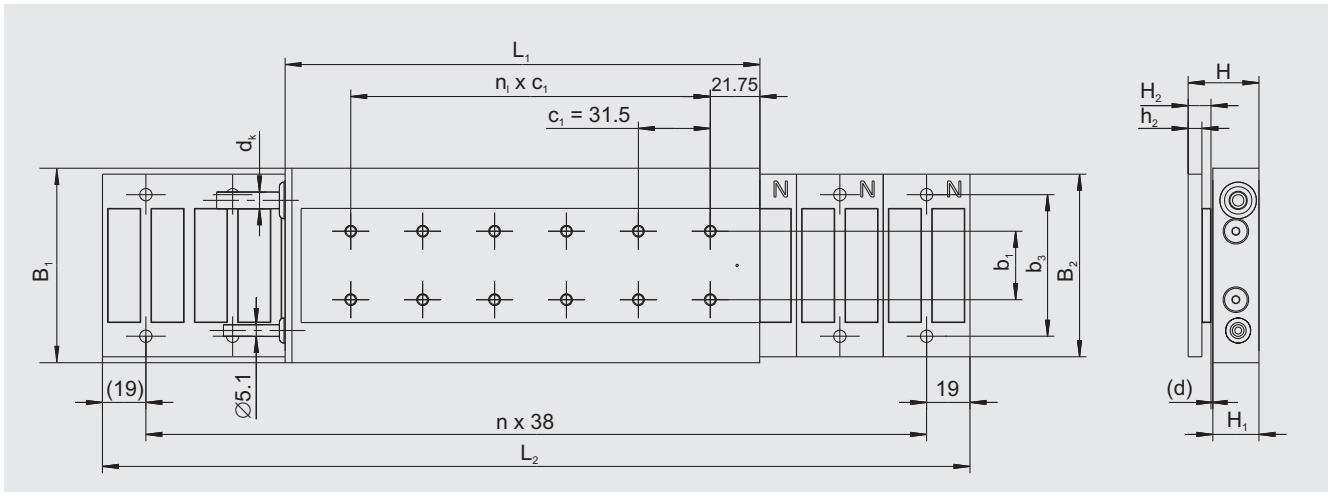 L₁
H
nₗ x c₁
21.75
H₂
c₁ = 31.5
h₂
dₖ
N
N
N
B₁
b₁
b₃
B₂
(19)
Ø5.1
19
(d)
n x 38
H₁
L₂